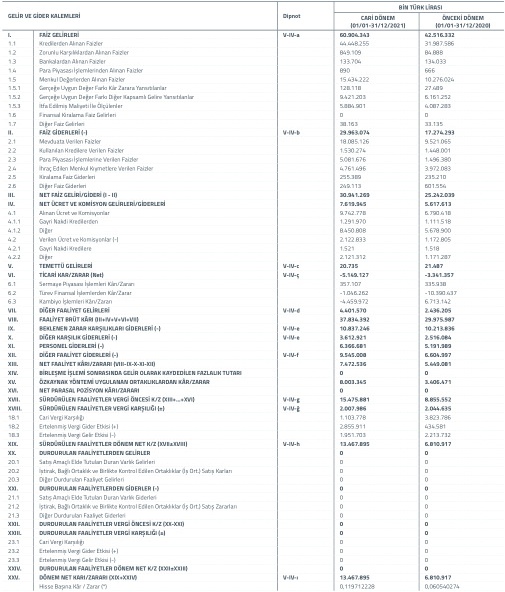 BİN TÜRK LİRASI
GELİR VE GİDER KALEMLERİ Dipnot CARİ DÖNEM ÖNCEKİ DÖNEM
(01/01-31/12/2021) (01/01-31/12/2020)
I. FAİZ GELİRLERİ V-IV-a 60.904.343 42.516.332
1.1 Kredilerden Alınan Faizler 44.448.255 31.987.586
1.2 Zorunlu Karşılıklardan Alınan Faizler 849.109 84.888
1.3 Bankalardan Alınan Faizler 133.704 134.033
1.4 Para Piyasası İşlemlerinden Alınan Faizler 890 666
1.5 Menkul Değerlerden Alınan Faizler 15.434.222 10.276.024
1.5.1 Gerçeğe Uygun Değer Farkı Kâr Zarara Yansıtılanlar 128.118 27.489
1.5.2 Gerçeğe Uygun Değer Farkı Diğer Kapsamlı Gelire Yansıtılanlar 9.421.203 6.161.252
1.5.3 İtfa Edilmiş Maliyeti İle Ölçülenler 5.884.901 4.087.283
1.6 Finansal Kiralama Faiz Gelirleri 0 0
1.7 Diğer Faiz Gelirleri 38.163 33.135
II. FAİZ GİDERLERİ (-) V-IV-b 29.963.074 17.274.293
2.1 Mevduata Verilen Faizler 18.085.126 9.521.065
2.2 Kullanılan Kredilere Verilen Faizler 1.530.274 1.448.001
2.3 Para Piyasası İşlemlerine Verilen Faizler 5.081.676 1.496.380
2.4 İhraç Edilen Menkul Kıymetlere Verilen Faizler 4.761.496 3.972.083
2.5 Kiralama Faiz Giderleri 255.389 235.210
2.6 Diğer Faiz Giderleri 249.113 601.554
III. NET FAİZ GELİRİ/GİDERİ (I - II) 30.941.269 25.242.039
IV. NET ÜCRET VE KOMİSYON GELİRLERİ/GİDERLERİ 7.619.945 5.617.613
4.1 Alınan Ücret ve Komisyonlar 9.742.778 6.790.418
4.1.1 Gayri Nakdi Kredilerden 1.291.970 1.111.518
4.1.2 Diğer 8.450.808 5.678.900
4.2 Verilen Ücret ve Komisyonlar (-) 2.122.833 1.172.805
4.2.1 Gayri Nakdi Kredilere 1.521 1.518
4.2.2 Diğer 2.121.312 1.171.287
V. TEMETTÜ GELİRLERİ V-IV-c 20.735 21.487
VI. TİCARİ KAR/ZARAR (Net) V-IV-ç -5.149.127 -3.341.357
6.1 Sermaye Piyasası İşlemleri Kârı/Zararı 357.107 335.938
6.2 Türev Finansal İşlemlerden Kâr/Zarar -1.046.262 -10.390.437
6.3 Kambiyo İşlemleri Kârı/Zararı -4.459.972 6.713.142
VII. DİĞER FAALİYET GELİRLERİ V-IV-d 4.401.570 2.436.205
VIII. FAALİYET BRÜT KÂRI (III+IV+V+VI+VII) 37.834.392 29.975.987
IX. BEKLENEN ZARAR KARŞILIKLARI GİDERLERİ (-) V-IV-e 10.837.246 10.213.836
X. DİĞER KARŞILIK GİDERLERİ (-) V-IV-e 3.612.921 2.516.084
XI. PERSONEL GİDERLERİ (-) 6.366.681 5.191.989
XII. DİĞER FAALİYET GİDERLERİ (-) V-IV-f 9.545.008 6.604.997
XIII. NET FAALİYET KÂRI/ZARARI (VIII-IX-X-XI-XII) 7.472.536 5.449.081
XIV. BİRLEŞME İŞLEMİ SONRASINDA GELİR OLARAK KAYDEDİLEN FAZLALIK TUTARI 0 0
XV. ÖZKAYNAK YÖNTEMİ UYGULANAN ORTAKLIKLARDAN KÂR/ZARAR 8.003.345 3.406.471
XVI. NET PARASAL POZİSYON KÂRI/ZARARI 0 0
XVII. SÜRDÜRÜLEN FAALİYETLER VERGİ ÖNCESİ K/Z (XIII+...+XVI) V-IV-g 15.475.881 8.855.552
XVIII. SÜRDÜRÜLEN FAALİYETLER VERGİ KARŞILIĞI (±) V-IV-ğ 2.007.986 2.044.635
18.1 Cari Vergi Karşılığı 1.103.778 3.823.786
18.2 Ertelenmiş Vergi Gider Etkisi (+) 2.855.911 434.581
18.3 Ertelenmiş Vergi Gelir Etkisi (-) 1.951.703 2.213.732
XIX. SÜRDÜRÜLEN FAALİYETLER DÖNEM NET K/Z (XVII±XVIII) V-IV-h 13.467.895 6.810.917
XX. DURDURULAN FAALİYETLERDEN GELİRLER 0 0
20.1 Satış Amaçlı Elde Tutulan Duran Varlık Gelirleri 0 0
20.2 İştirak, Bağlı Ortaklık ve Birlikte Kontrol Edilen Ortaklıklar (İş Ort.) Satış Karları 0 0
20.3 Diğer Durdurulan Faaliyet Gelirleri 0 0
XXI. DURDURULAN FAALİYETLERDEN GİDERLER (-) 0 0
21.1 Satış Amaçlı Elde Tutulan Duran Varlık Giderleri 0 0
21.2 İştirak, Bağlı Ortaklık ve Birlikte Kontrol Edilen Ortaklıklar (İş Ort.) Satış Zararları 0 0
21.3 Diğer Durdurulan Faaliyet Giderleri 0 0
XXII. DURDURULAN FAALİYETLER VERGİ ÖNCESİ K/Z (XX-XXI) 0 0
XXIII. DURDURULAN FAALİYETLER VERGİ KARŞILIĞI (±) 0 0
23.1 Cari Vergi Karşılığı 0 0
23.2 Ertelenmiş Vergi Gider Etkisi (+) 0 0
23.3 Ertelenmiş Vergi Gelir Etkisi (-) 0 0
XXIV. DURDURULAN FAALİYETLER DÖNEM NET K/Z (XXII±XXIII) 0 0
XXV. DÖNEM NET KARI/ZARARI (XIX+XXIV) V-IV-ı 13.467.895 6.810.917
Hisse Başına Kâr / Zarar (*) 0,119712228 0,060540274